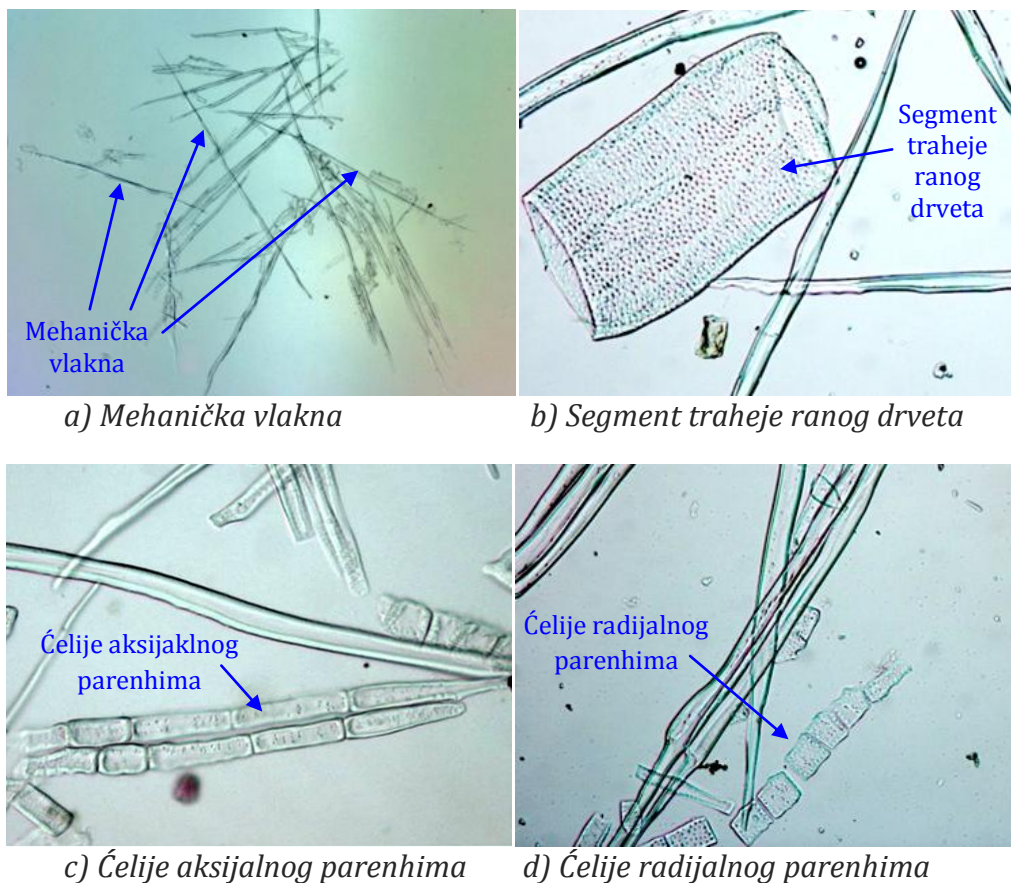 Mehanička
vlakna
Segment
traheje
ranog
drveta
a) Mehanička vlakna
b) Segment traheje ranog drveta
Ćelije aksijaklnog
parenhima
Ćelije radijalnog
parenhima
c) Ćelije aksijalnog parenhima
d) Ćelije radijalnog parenhima